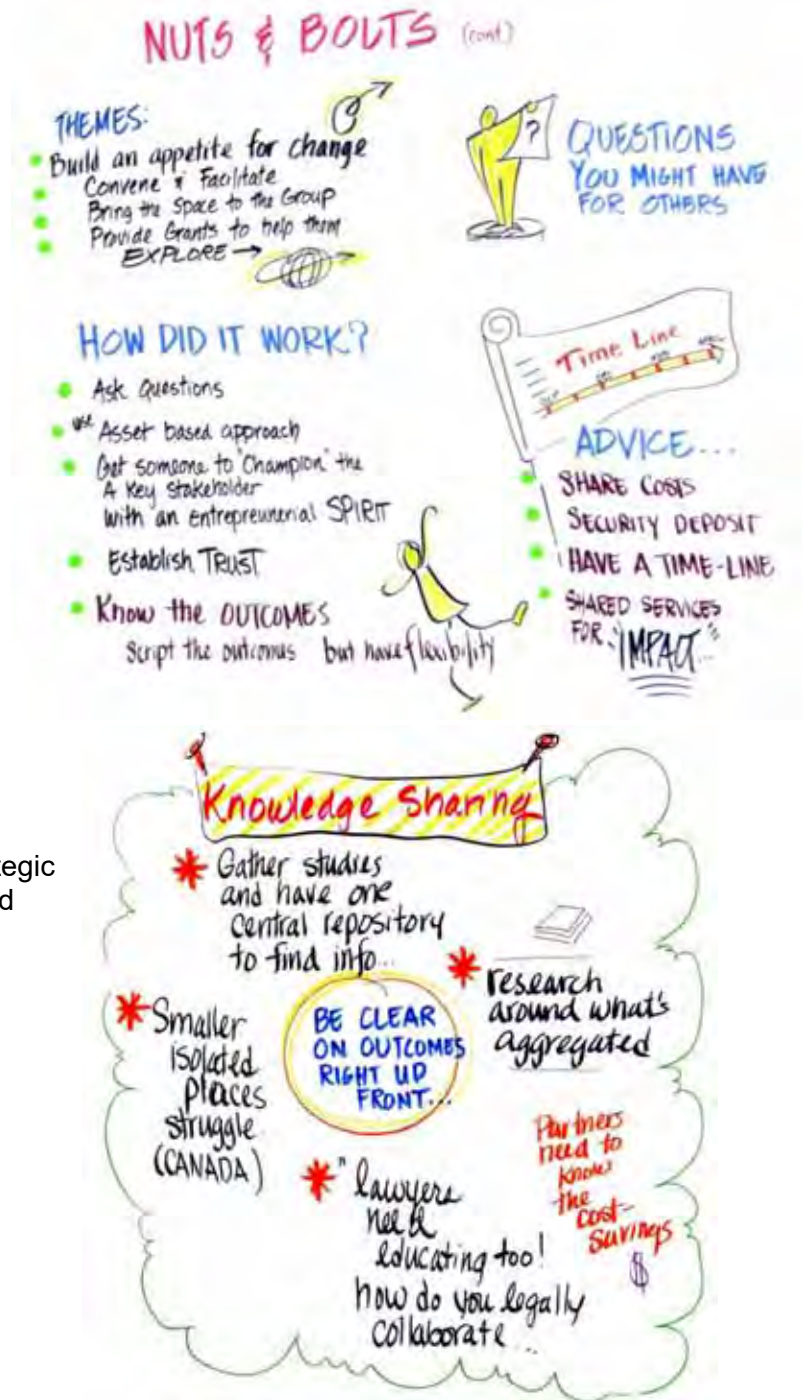 NUTS & BOLTS (cont)
THEMES:
Build an appetite for change
Convene & Facilitate
Bring the Space to the Group
Provide Grants to help them
EXPLORE →
?
QUESTIONS
YOU MIGHT HAVE
FOR OTHERS
HOW DID IT WORK?
Ask Questions
use Asset based approach
Get someone to "Champion" the
A Key Stakeholder
with an entreprenerial SPIRIT
Establish TRUST
Know the OUTCOMES
Script the outcomes but have flexibility
Time Line
ADVICE...
SHARE COSTS
SECURITY DEPOSIT
HAVE A TIME-LINE
SHARED SERVICES
FOR "IMPACT..."
tegic
d
Knowledge Sharing
Gather studies
and have one
central repository
to find info...
research
around what's
aggregated
Smaller
isolated
places
struggle
(CANADA)
BE CLEAR
ON OUTCOMES
RIGHT UP
FRONT...
"lawyers
need
educating too!
how do you legally
collaborate...
Partners
need to
know
the
cost-
savings
$